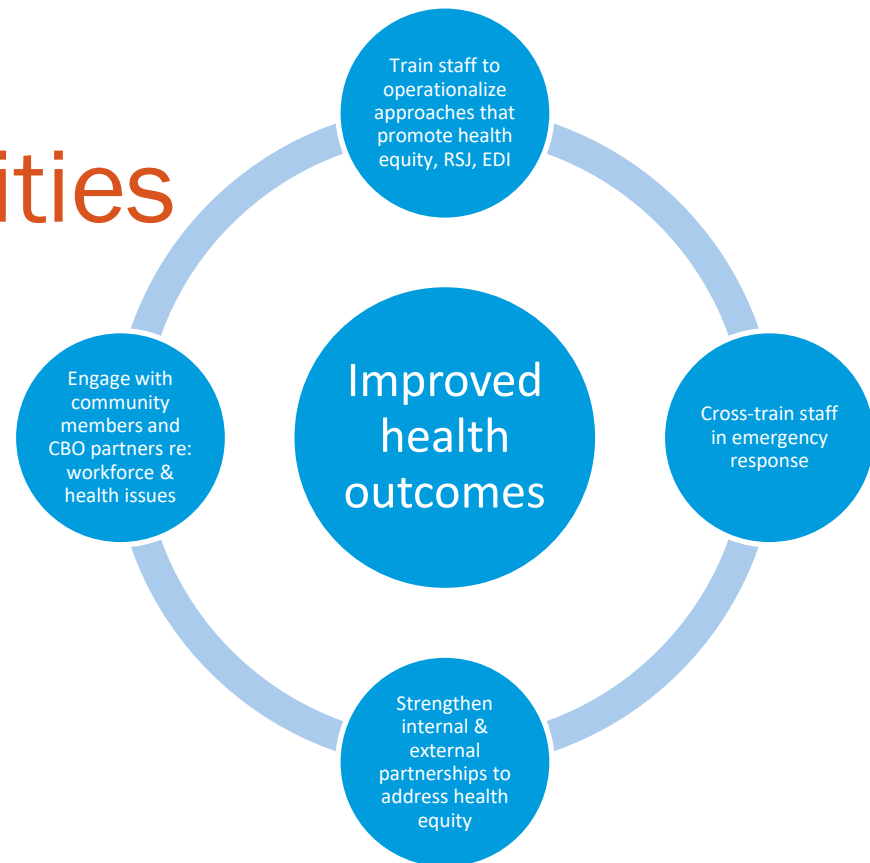 ities
Train staff to
operationalize
approaches that
promote health
equity, RSJ, EDI
Engage with
community
members and
CBO partners re:
workforce &
health issues
Improved
health
outcomes
Cross-train staff
in emergency
response
Strengthen
internal &
external
partnerships to
address health
equity